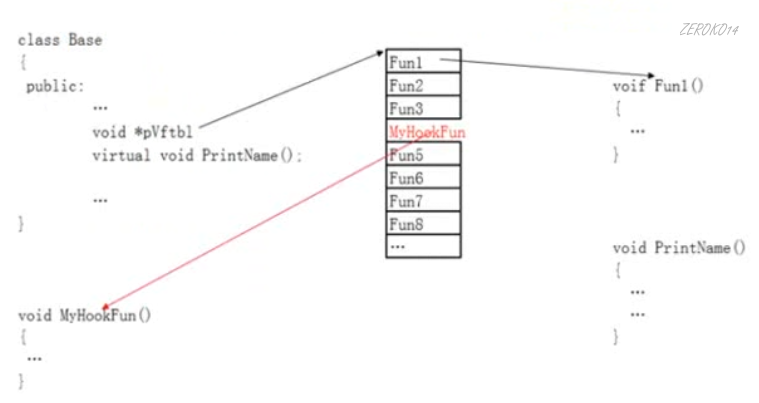 ZEROKO14
class Base
{
public:
...
void *pVftbl
virtual void PrintName();
...
}
Fun1
Fun2
Fun3
MyHookFun
Fun5
Fun6
Fun7
Fun8
...
voif Fun1()
{
...
}
void PrintName()
{
...
...
}
void MyHookFun()
{
...
}